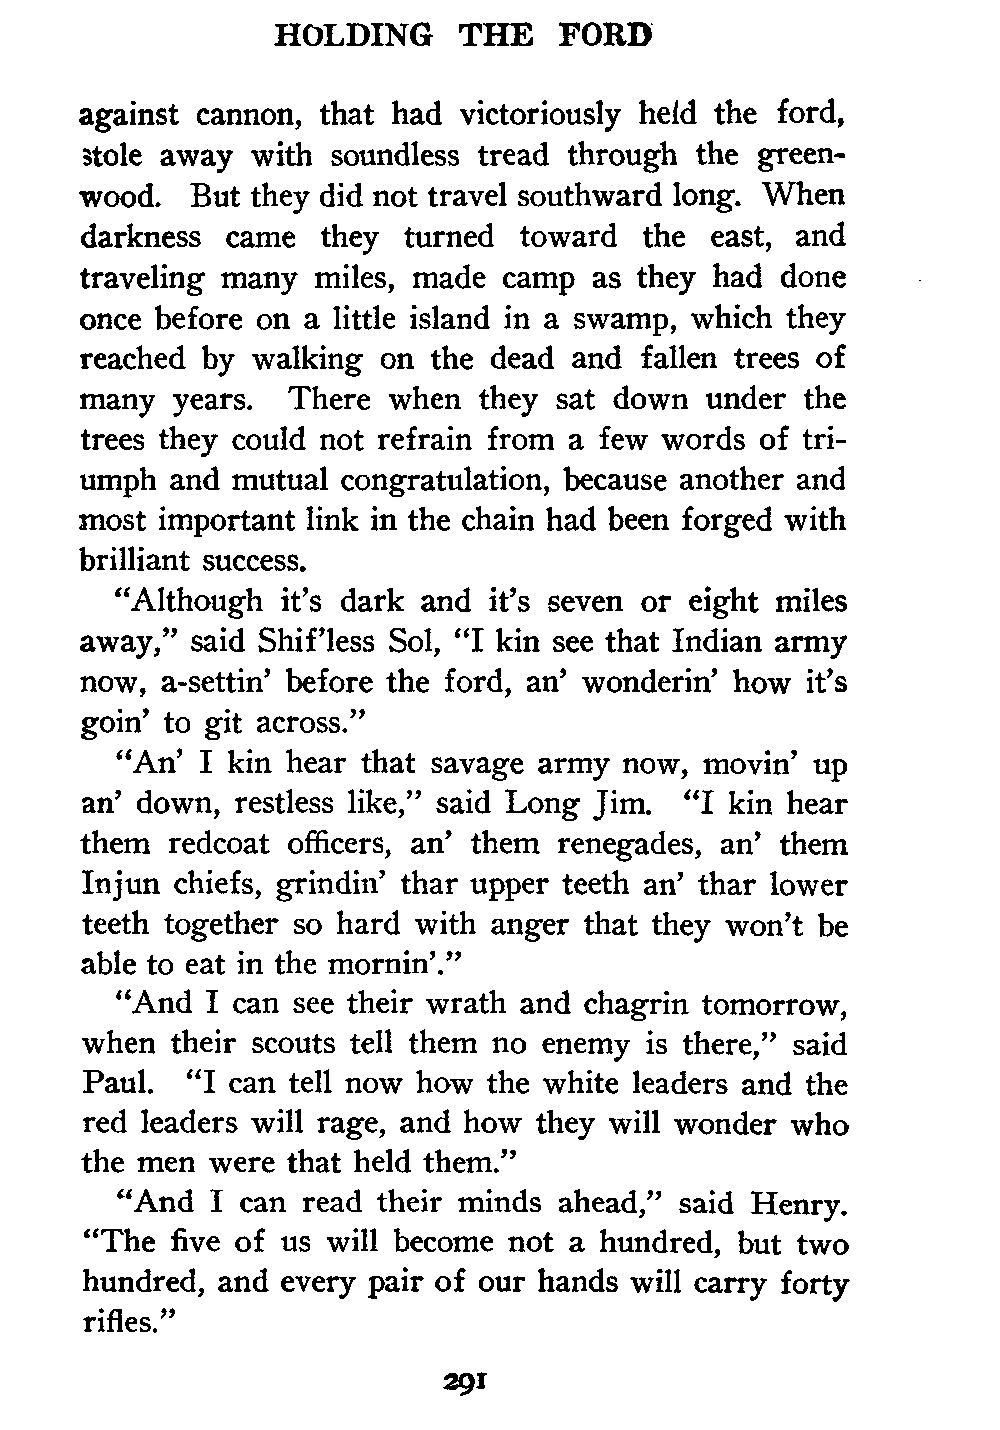 HOLDING THE FORD
against cannon, that had victoriously held the ford,
stole away with soundless tread through the green-
wood. But they did not travel southward long. When
darkness came they turned toward the east, and
traveling many miles, made camp as they had done
once before on a little island in a swamp, which they
reached by walking on the dead and fallen trees of
many years. There when they sat down under the
trees they could not refrain from a few words of tri-
umph and mutual congratulation, because another and
most important link in the chain had been forged with
brilliant success.
“Although it’s dark and it’s seven or eight miles
away,” said Shif’less Sol, “I kin see that Indian army
now, a-settin’ before the ford, an’ wonderin’ how it’s
goin’ to git across.”
“An’ I kin hear that savage army now, movin’ up
an’ down, restless like,” said Long Jim. “I kin hear
them redcoat officers, an’ them renegades, an’ them
Injun chiefs, grindin’ thar upper teeth an’ thar lower
teeth together so hard with anger that they won’t be
able to eat in the mornin’.”
“And I can see their wrath and chagrin tomorrow,
when their scouts tell them no enemy is there,” said
Paul. “I can tell now how the white leaders and the
red leaders will rage, and how they will wonder who
the men were that held them.”
“And I can read their minds ahead,” said Henry.
“The five of us will become not a hundred, but two
hundred, and every pair of our hands will carry forty
rifles.”
291